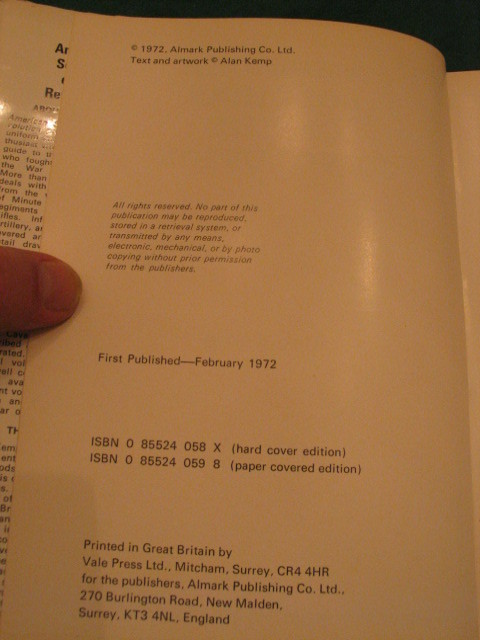 © 1972, Almark Publishing Co. Ltd.
Text and artwork © Alan Kemp
All rights reserved. No part of this
publication may be reproduced,
stored in a retrieval system, or
transmitted by any means,
electronic, mechanical, or by photo
copying without prior permission
from the publishers.
First Published—February 1972
ISBN 0 85524 058 X (hard cover edition)
ISBN 0 85524 059 8 (paper covered edition)
Printed in Great Britain by
Vale Press Ltd., Mitcham, Surrey, CR4 4HR
for the publishers, Almark Publishing Co. Ltd.,
270 Burlington Road, New Malden,
Surrey, KT3 4NL, England